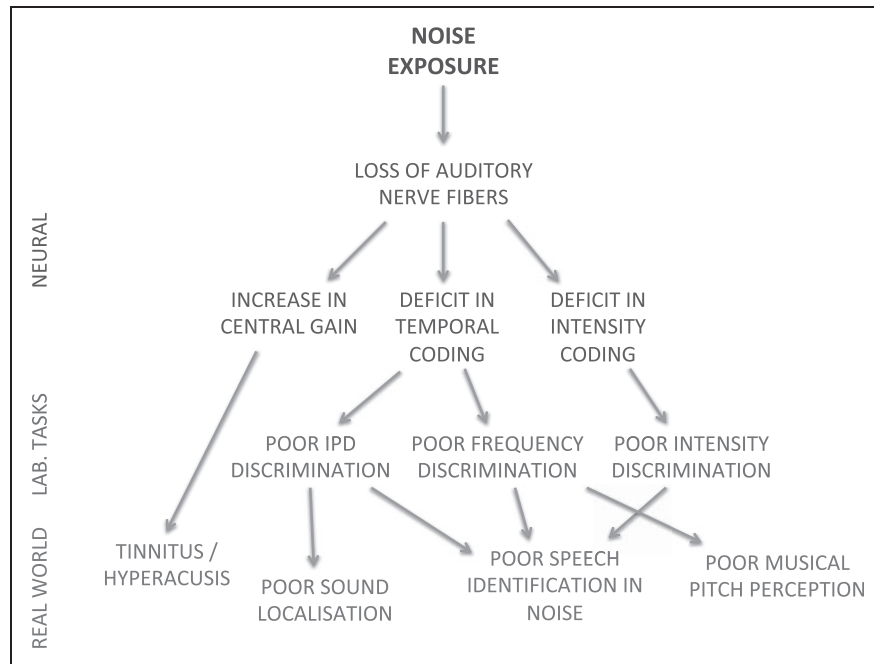 NOISE
EXPOSURE
LOSS OF AUDITORY
NERVE FIBERS
NEURAL
INCREASE IN
CENTRAL GAIN
DEFICIT IN
TEMPORAL
CODING
DEFICIT IN
INTENSITY
CODING
LAB. TASKS
POOR IPD
DISCRIMINATION
POOR FREQUENCY
DISCRIMINATION
POOR INTENSITY
DISCRIMINATION
REAL WORLD
TINNITUS /
HYPERACUSIS
POOR SOUND
LOCALISATION
POOR SPEECH
IDENTIFICATION IN
NOISE
POOR MUSICAL
PITCH PERCEPTION